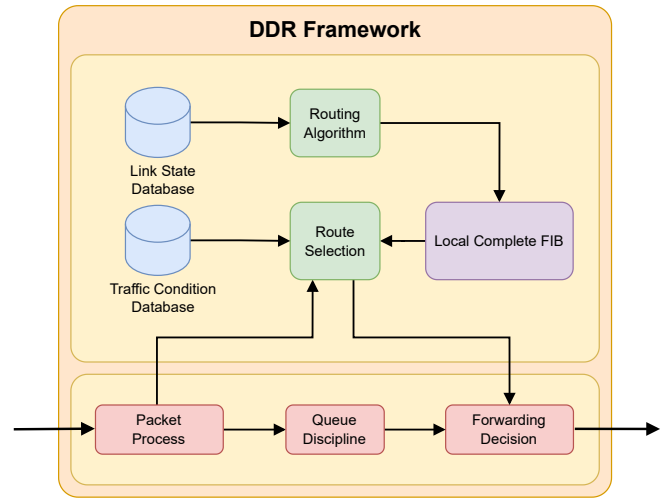 DDR Framework
Routing
Algorithm
Link State
Database
Route
Selection
Local Complete FIB
Traffic Condition
Database
Packet
Process
Queue
Discipline
Forwarding
Decision